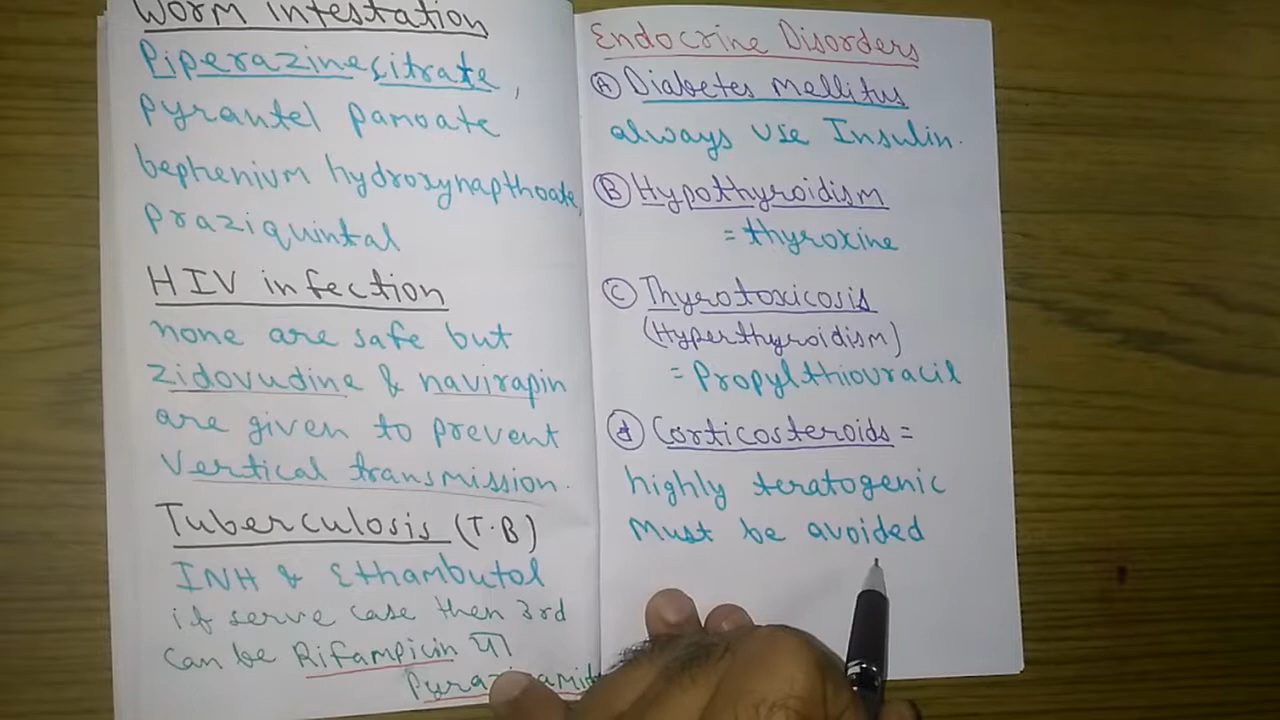 Worm infestation
Piperazine citrate,
pyrantel pamoate
bephenium hydroxynapthoate,
praziquintal
HIV infection
none are safe but
zidovudine & navirapin
are given to prevent
Vertical transmission.
Tuberculosis (T.B)
INH & Ethambutol
if serve case then 3rd
can be Rifampicin या
Endocrine Disorders
(A) Diabetes mellitus
always use Insulin.
(B) Hypothyroidism
= thyroxine
(C) Thyrotoxicosis
(Hyperthyroidism)
= Propylthiouracil
(d) Corticosteroids =
highly teratogenic
Must be avoided